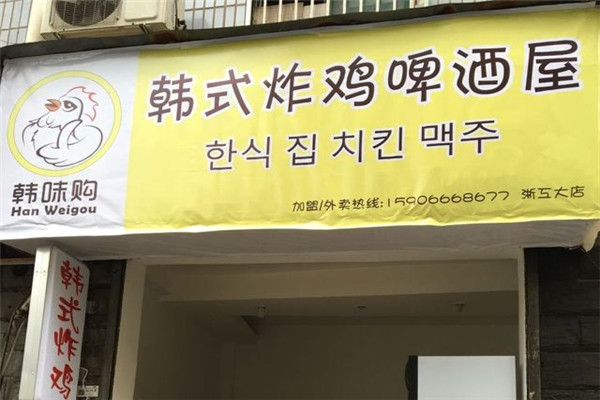 韩式炸鸡啤酒屋
한식 집 치킨 맥주
韩味购
Han Weigou
加盟/外卖热线:15906668677 浙工大店
韩式炸鸡